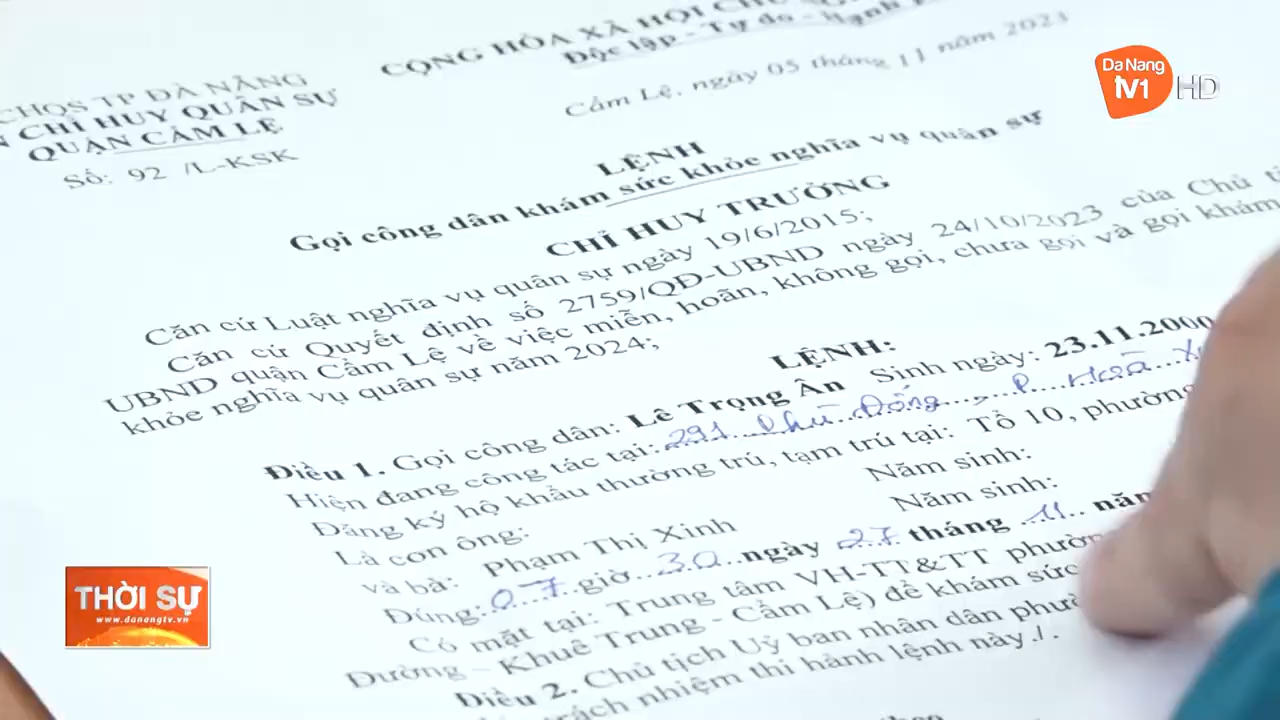 CỘNG HÒA XÃ HỘI CHỦ
Độc lập - Tự do - Hạnh
Cẩm Lệ, ngày 05 tháng 11 năm 2023
CHQS TP ĐÀ NẴNG
CHỈ HUY QUÂN SỰ
QUẬN CẨM LỆ
Số: 92 /L-KSK
LỆNH
Gọi công dân khám sức khỏe nghĩa vụ quân sự
CHỈ HUY TRƯỞNG
Căn cứ Luật nghĩa vụ quân sự ngày 19/6/2015;
Căn cứ Quyết định số 2759/QĐ-UBND ngày 24/10/2023 của Chủ
UBND quận Cẩm Lệ về việc miễn, hoãn, không gọi, chưa gọi và gọi khám
khỏe nghĩa vụ quân sự năm 2024;
LỆNH:
Điều 1. Gọi công dân: Lê Trọng Ân Sinh ngày: 23.11.2000
Hiện đang công tác tại: 291 Phù Đổng, P. Hoà
Đăng ký hộ khẩu thường trú, tạm trú tại: Tổ 10, phường
Là con ông: Năm sinh:
và bà: Phạm Thị Xinh Năm sinh:
Đúng: 07 giờ 30 ngày 27 tháng 11
Có mặt tại: Trung tâm VH-TT&TT
Đường – Khuê Trung - Cẩm Lệ) để khám sức
Điều 2. Chủ tịch Uỷ ban nhân dân
trách nhiệm thi hành lệnh này./.
Da Nang
TV1 HD
THỜI SỰ
www.danangtv.vn